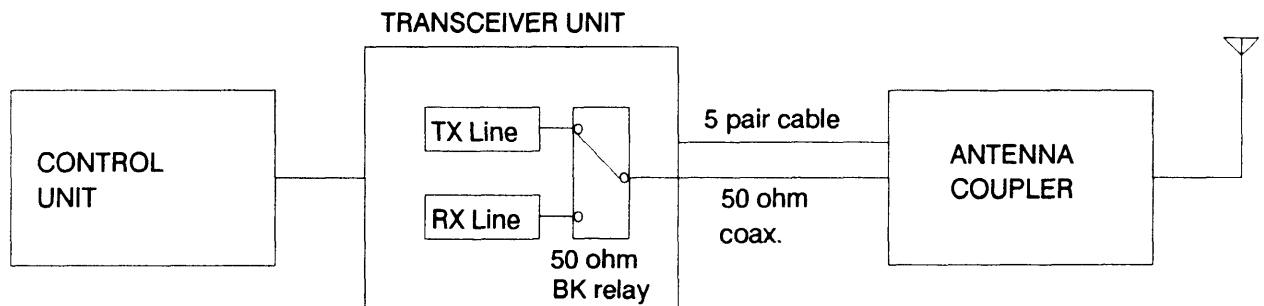 TRANSCEIVER UNIT
CONTROL
UNIT
TX Line
RX Line
50 ohm
BK relay
5 pair cable
50 ohm
coax.
ANTENNA
COUPLER